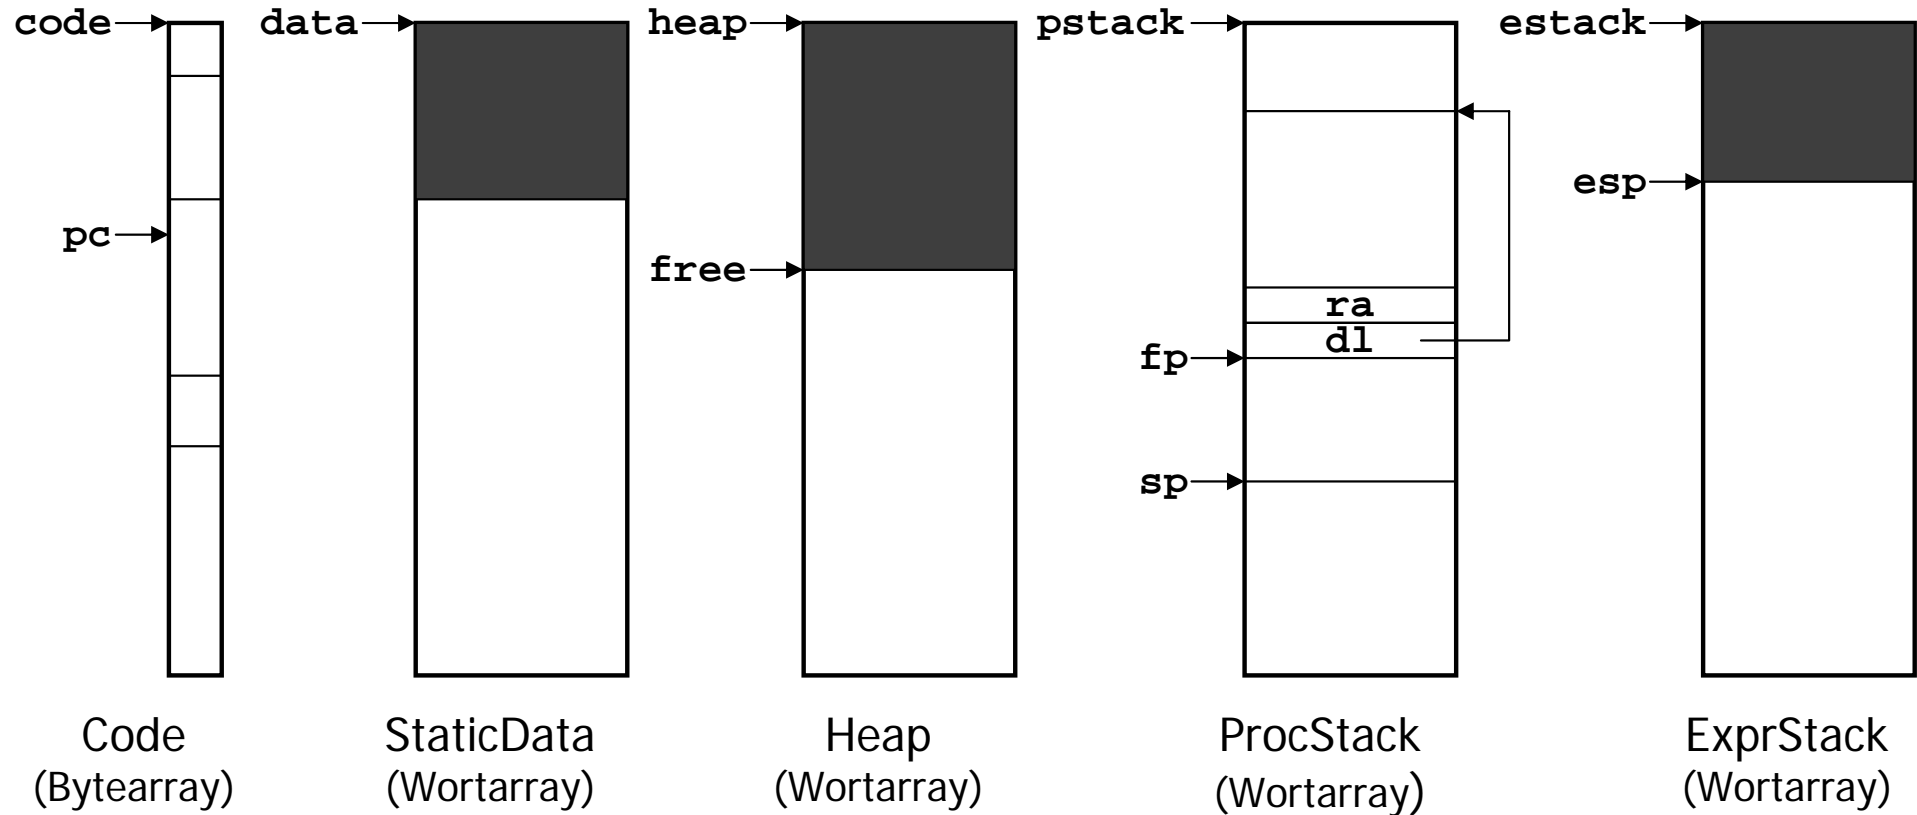 code
data
heap
pstack
estack
pc
free
esp
ra
dl
fp
sp
Code
(Bytearray)
StaticData
(Wortarray)
Heap
(Wortarray)
ProcStack
(Wortarray)
ExprStack
(Wortarray)